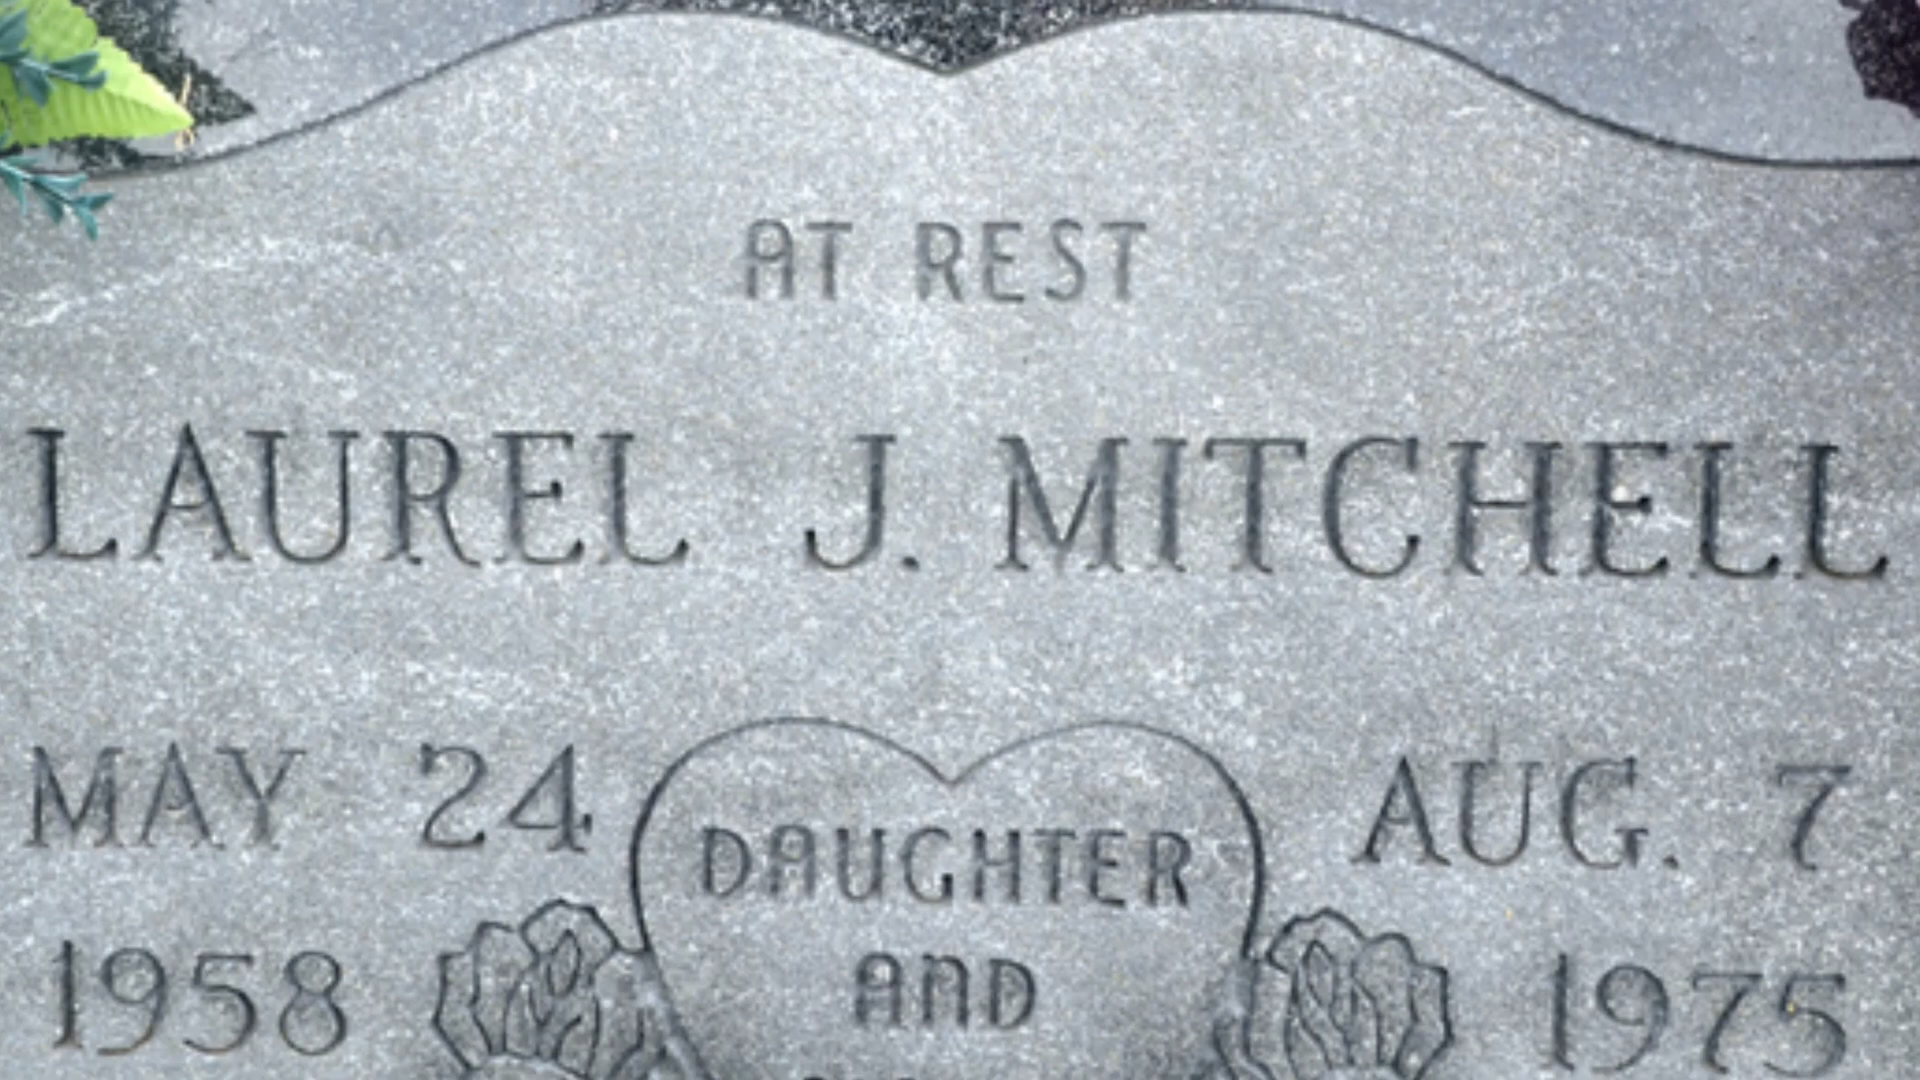 AT REST
LAUREL J. MITCHELL
MAY 24
1958
DAUGHTER
AND
AUG. 7
1975